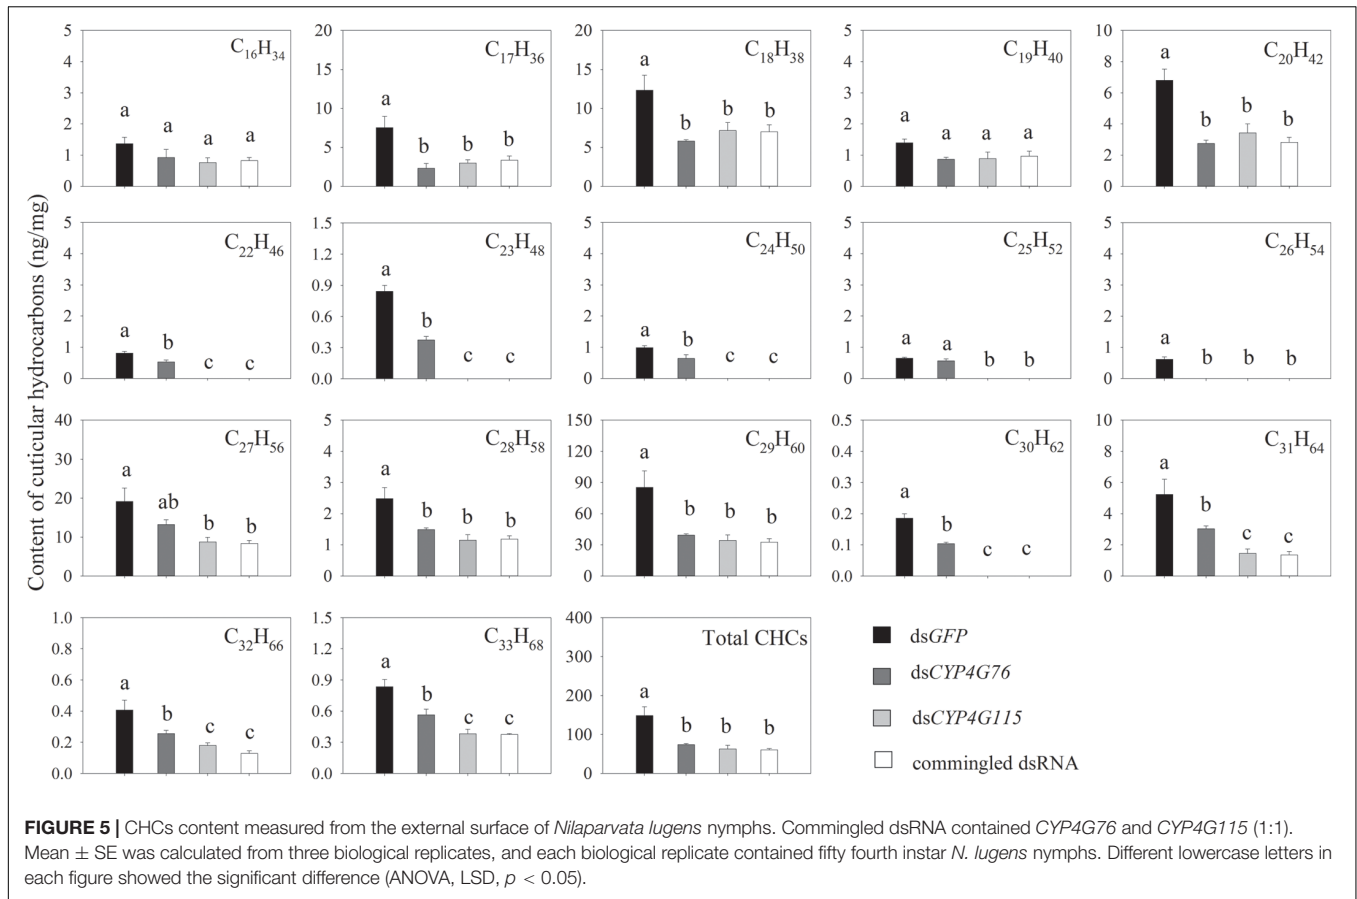 Content of cuticular hydrocarbons (ng/mg)
C16H34
5
4
3
2
1
0
a
a
a
a
C17H36
20
15
10
5
0
a
b
b
b
C18H38
20
15
10
5
0
a
b
b
b
C19H40
5
4
3
2
1
0
a
a
a
a
C20H42
10
8
6
4
2
0
a
b
b
b
C22H46
5
4
3
2
1
0
a
b
c
c
C23H48
1.5
1.2
0.9
0.6
0.3
0.0
a
b
c
c
C24H50
5
4
3
2
1
0
a
b
c
c
C25H52
5
4
3
2
1
0
a
a
b
b
C26H54
5
4
3
2
1
0
a
b
b
b
C27H56
40
30
20
10
0
a
ab
b
b
C28H58
5
4
3
2
1
0
a
b
b
b
C29H60
150
120
90
60
30
0
a
b
b
b
C30H62
0.5
0.4
0.3
0.2
0.1
0.0
a
b
c
c
C31H64
10
8
6
4
2
0
a
b
c
c
C32H66
1.0
0.8
0.6
0.4
0.2
0.0
a
b
c
c
C33H68
1.5
1.2
0.9
0.6
0.3
0.0
a
b
c
c
Total CHCs
400
300
200
100
0
a
b
b
b
dsGFP
dsCYP4G76
dsCYP4G115
commingled dsRNA
FIGURE 5 | CHCs content measured from the external surface of Nilaparvata lugens nymphs. Commingled dsRNA contained CYP4G76 and CYP4G115 (1:1).
Mean ± SE was calculated from three biological replicates, and each biological replicate contained fifty fourth instar N. lugens nymphs. Different lowercase letters in
each figure showed the significant difference (ANOVA, LSD, p < 0.05).